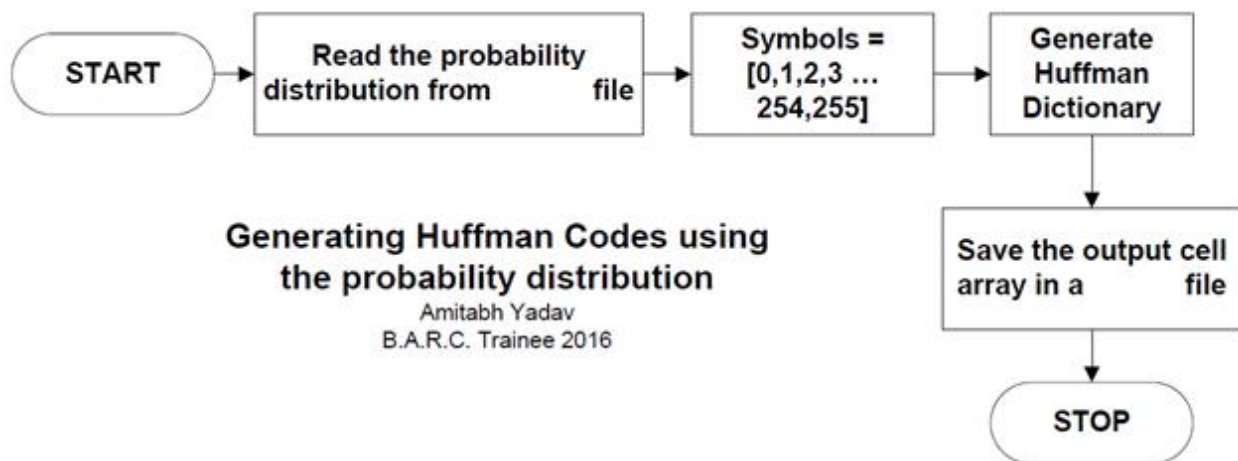 START
Read the probability
distribution from file
Symbols =
[0,1,2,3 ...
254,255]
Generate
Huffman
Dictionary
Save the output cell
array in a file
STOP
Generating Huffman Codes using
the probability distribution
Amitabh Yadav
B.A.R.C. Trainee 2016